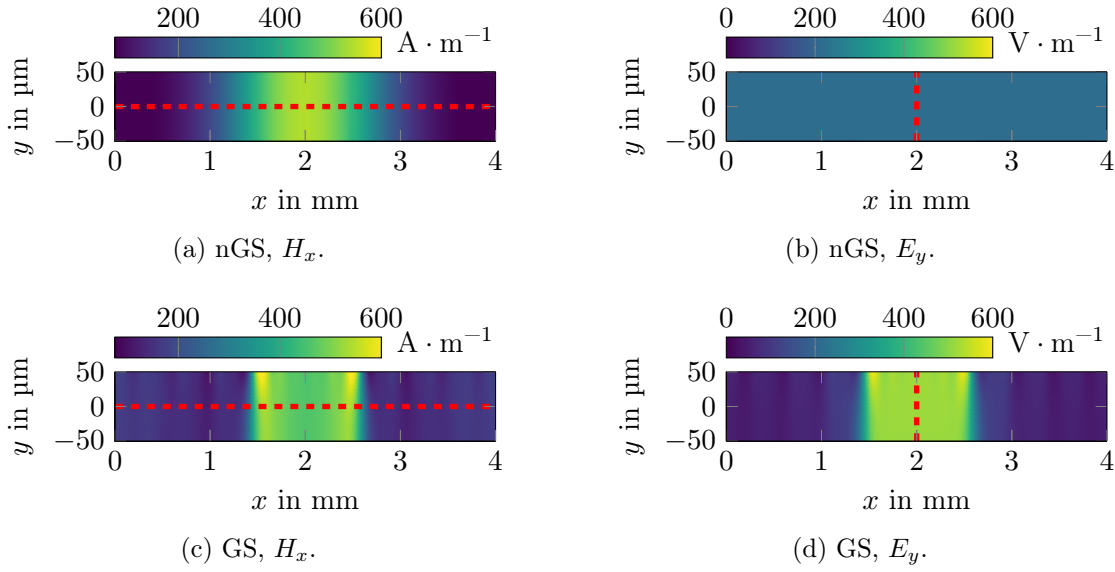 200 400 600
A · m⁻¹
50
0
−50
y in µm
0 1 2 3 4
x in mm
(a) nGS, Hₓ.
0 200 400 600
V · m⁻¹
50
0
−50
y in µm
0 1 2 3 4
x in mm
(b) nGS, E_y.
200 400 600
A · m⁻¹
50
0
−50
y in µm
0 1 2 3 4
x in mm
(c) GS, Hₓ.
0 200 400 600
V · m⁻¹
50
0
−50
y in µm
0 1 2 3 4
x in mm
(d) GS, E_y.